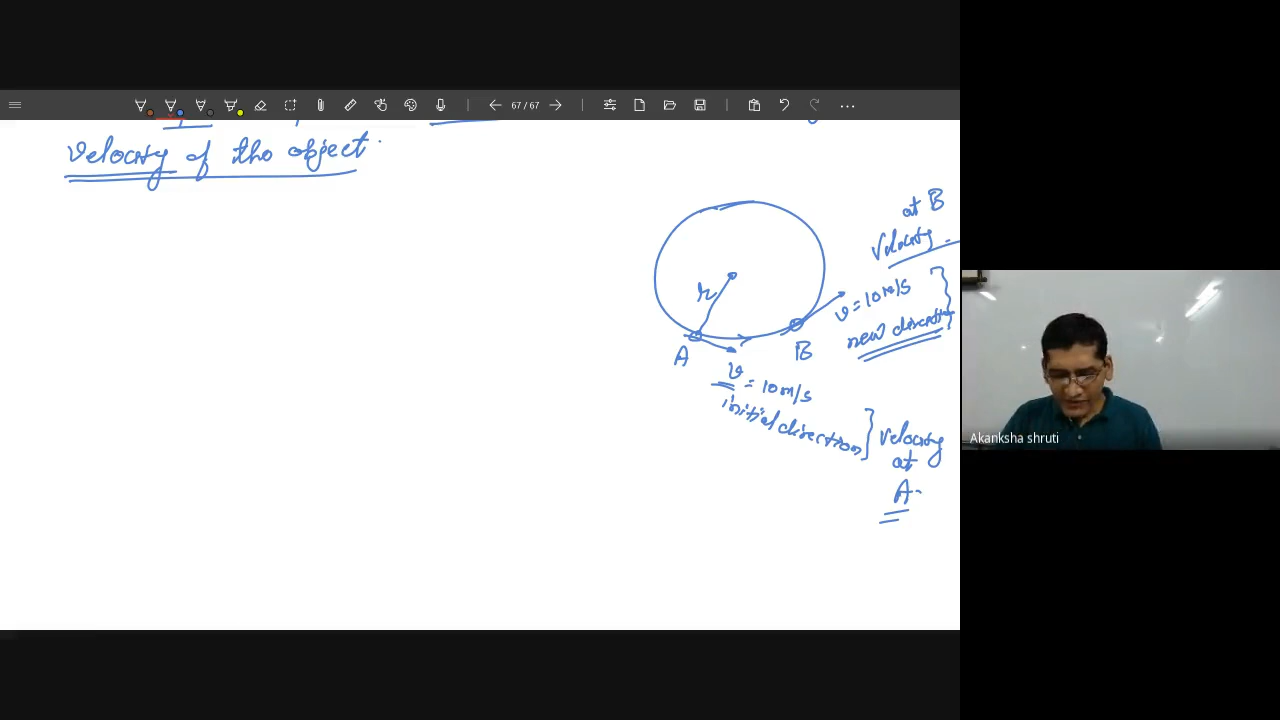 67/67
velocity of the object.
at B
Velocity
r
v = 10 m/s
new direction
A
B
v = 10 m/s
initial direction
velocity
at
A
Akanksha shruti